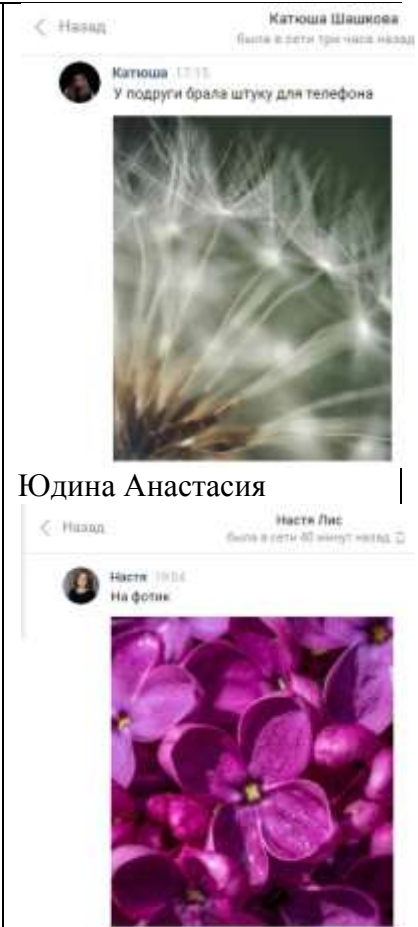 Назад
Катюша Шашкова
была в сети три часа назад
Катюша 17:15
У подруги брала штуку для телефона
Юдина Анастасия
Назад
Настя Лис
была в сети 40 минут назад
Настя 19:04
На фотик